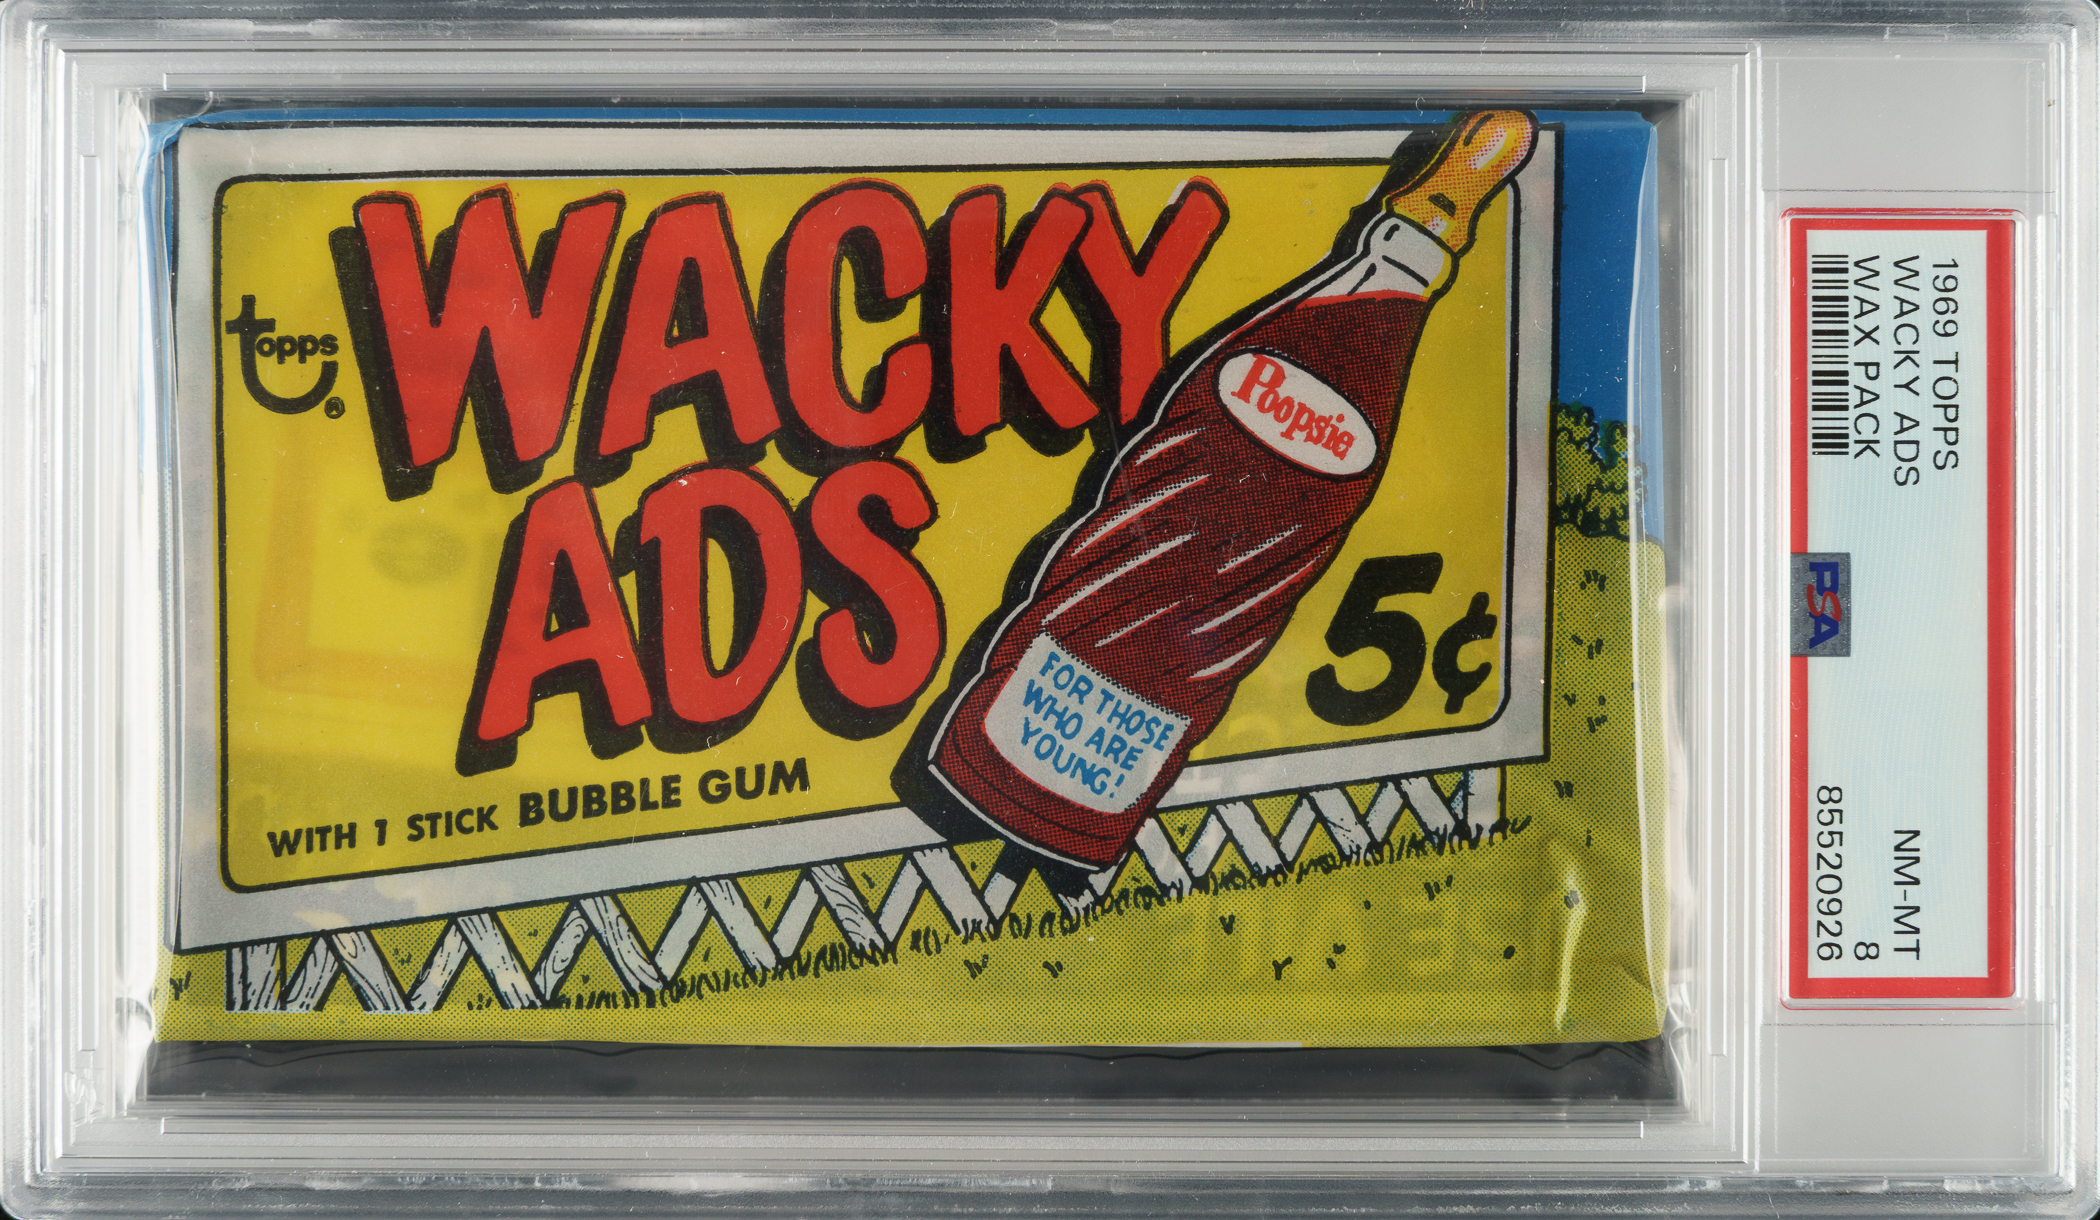 topps
WACKY
ADS
WITH 1 STICK BUBBLE GUM
Poopsie
FOR THOSE
WHO ARE
YOUNG!
5¢
1969 TOPPS
WACKY ADS
WAX PACK
NM-MT
8
85520926
PSA